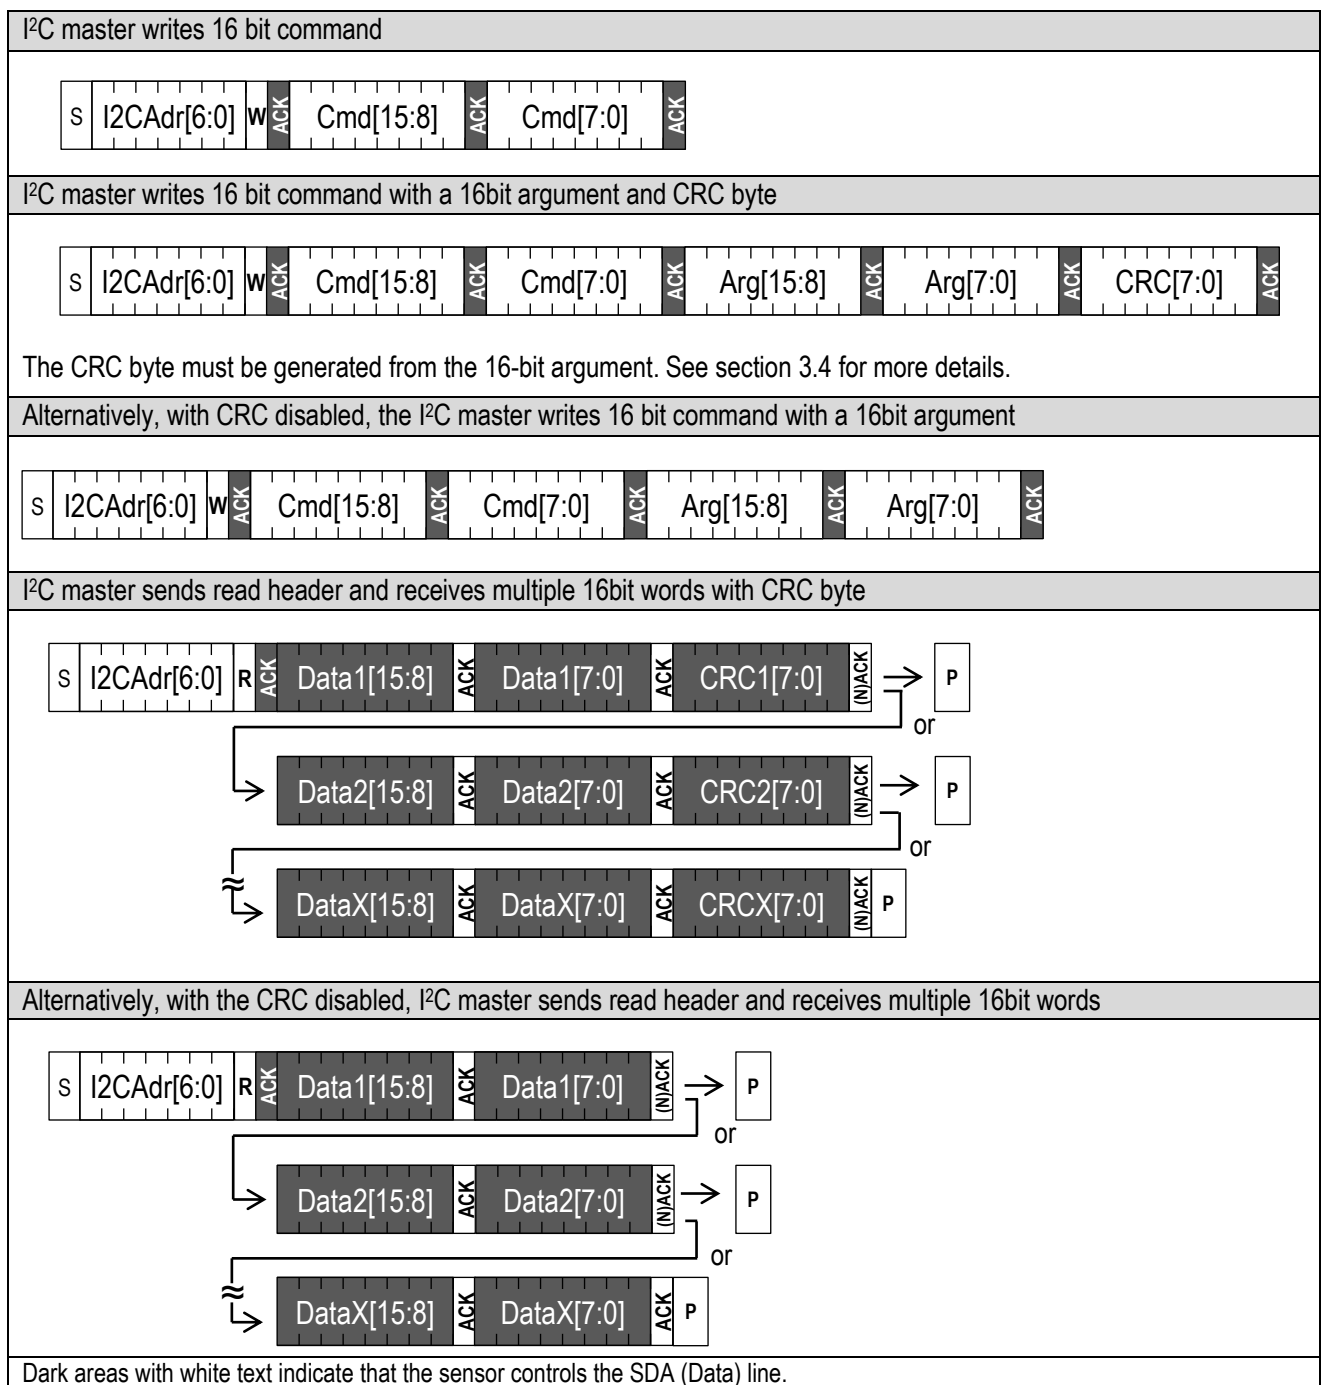 I²C master writes 16 bit command
S I2CAdr[6:0] W ACK Cmd[15:8] ACK Cmd[7:0] ACK
I²C master writes 16 bit command with a 16bit argument and CRC byte
S I2CAdr[6:0] W ACK Cmd[15:8] ACK Cmd[7:0] ACK Arg[15:8] ACK Arg[7:0] ACK CRC[7:0] ACK
The CRC byte must be generated from the 16-bit argument. See section 3.4 for more details.
Alternatively, with CRC disabled, the I²C master writes 16 bit command with a 16bit argument
S I2CAdr[6:0] W ACK Cmd[15:8] ACK Cmd[7:0] ACK Arg[15:8] ACK Arg[7:0] ACK
I²C master sends read header and receives multiple 16bit words with CRC byte
S I2CAdr[6:0] R ACK Data1[15:8] ACK Data1[7:0] ACK CRC1[7:0] (N)ACK P
or
Data2[15:8] ACK Data2[7:0] ACK CRC2[7:0] (N)ACK P
or
DataX[15:8] ACK DataX[7:0] ACK CRCX[7:0] (N)ACK P
Alternatively, with the CRC disabled, I²C master sends read header and receives multiple 16bit words
S I2CAdr[6:0] R ACK Data1[15:8] ACK Data1[7:0] (N)ACK P
or
Data2[15:8] ACK Data2[7:0] (N)ACK P
or
DataX[15:8] ACK DataX[7:0] ACK P
Dark areas with white text indicate that the sensor controls the SDA (Data) line.